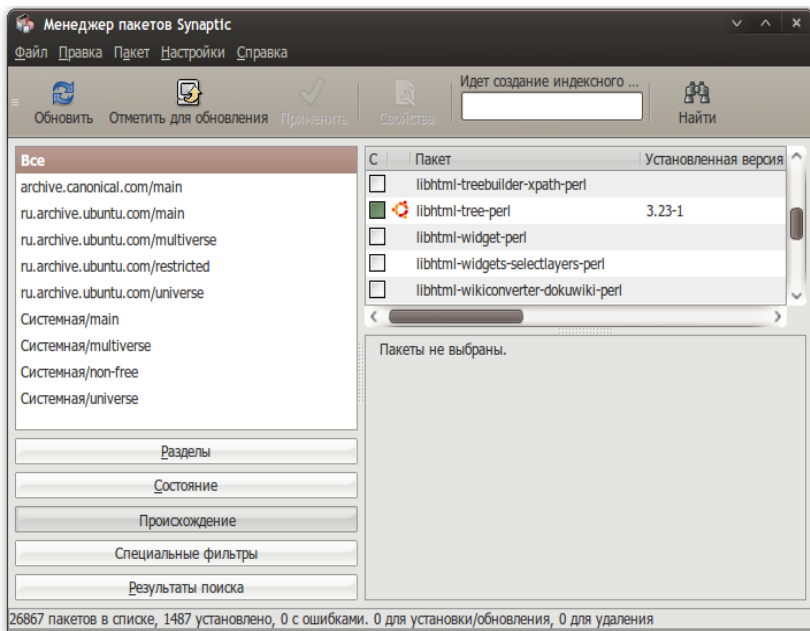 Менеджер пакетов Synaptic
Файл Правка Пакет Настройки Справка
Обновить
Отметить для обновления
Применить
Свойства
Идет создание индексного ...
Найти
Все
archive.canonical.com/main
ru.archive.ubuntu.com/main
ru.archive.ubuntu.com/multiverse
ru.archive.ubuntu.com/restricted
ru.archive.ubuntu.com/universe
Системная/main
Системная/multiverse
Системная/non-free
Системная/universe
Разделы
Состояние
Происхождение
Специальные фильтры
Результаты поиска
С Пакет Установленная версия
libhtml-treebuilder-xpath-perl
libhtml-tree-perl 3.23-1
libhtml-widget-perl
libhtml-widgets-selectlayers-perl
libhtml-wikiconverter-dokuwiki-perl
Пакеты не выбраны.
26867 пакетов в списке, 1487 установлено, 0 с ошибками. 0 для установки/обновления, 0 для удаления